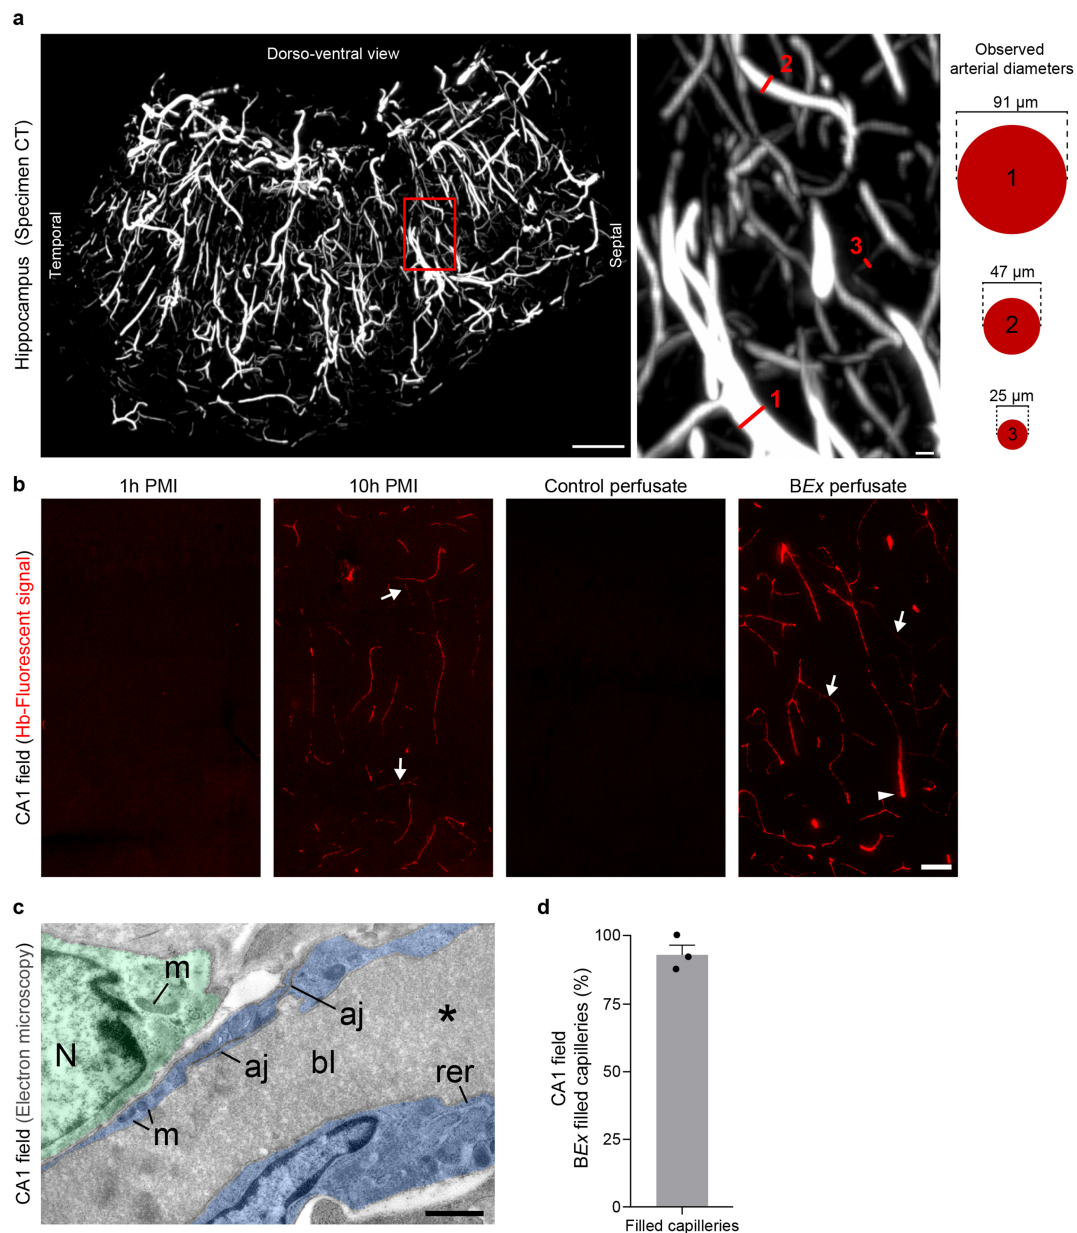 a
Dorso-ventral view
Hippocampus (Specimen CT)
Temporal
Septal
2
3
1
Observed
arterial diameters
91 µm
1
47 µm
2
25 µm
3
b
1h PMI
10h PMI
Control perfusate
BEx perfusate
CA1 field (Hb-Fluorescent signal)
c
CA1 field (Electron microscopy)
m
N
aj
*
aj
bl
rer
m
d
CA1 field
BEx filled capilleries (%)
100
75
50
25
0
Filled capilleries